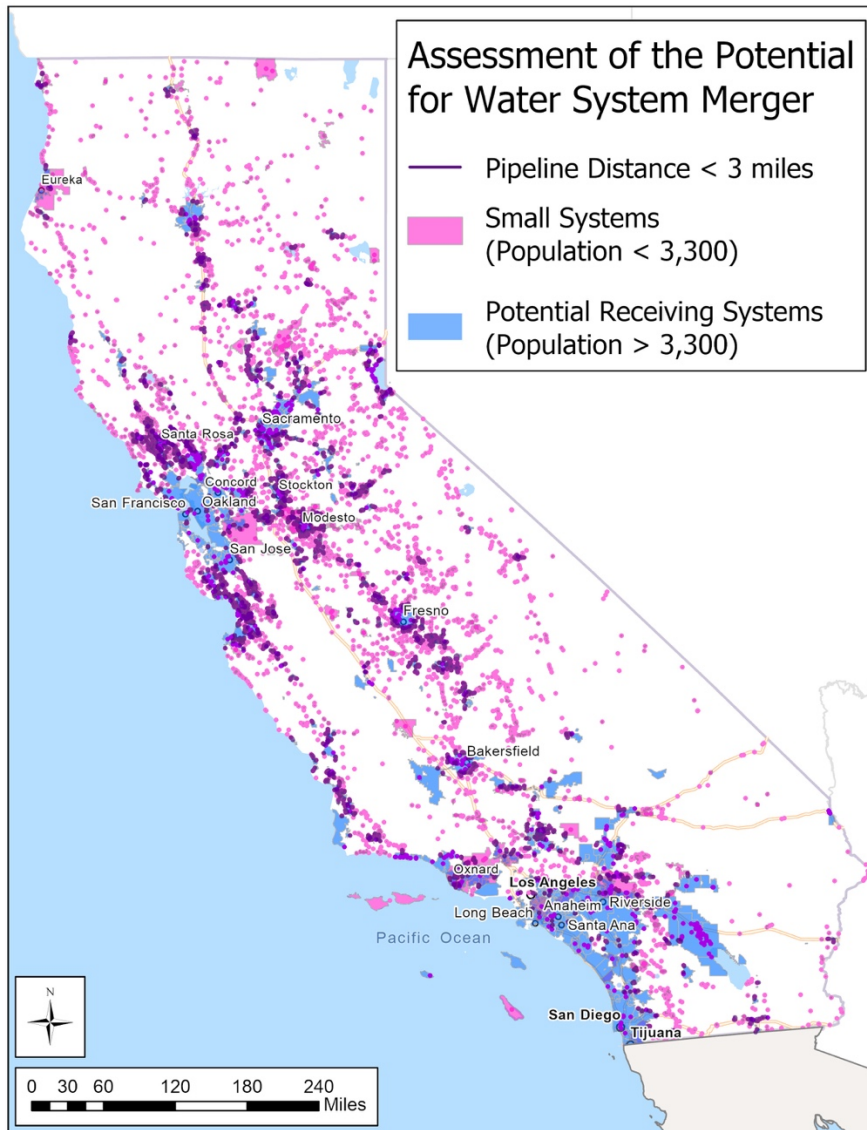 Assessment of the Potential
for Water System Merger
Pipeline Distance < 3 miles
Small Systems
(Population < 3,300)
Potential Receiving Systems
(Population > 3,300)
Eureka
Sacramento
Santa Rosa
Concord
Stockton
San Francisco
Oakland
Modesto
San Jose
Fresno
Bakersfield
Oxnard
Los Angeles
Anaheim
Riverside
Long Beach
Santa Ana
Pacific Ocean
San Diego
Tijuana
N
0 30 60 120 180 240
Miles